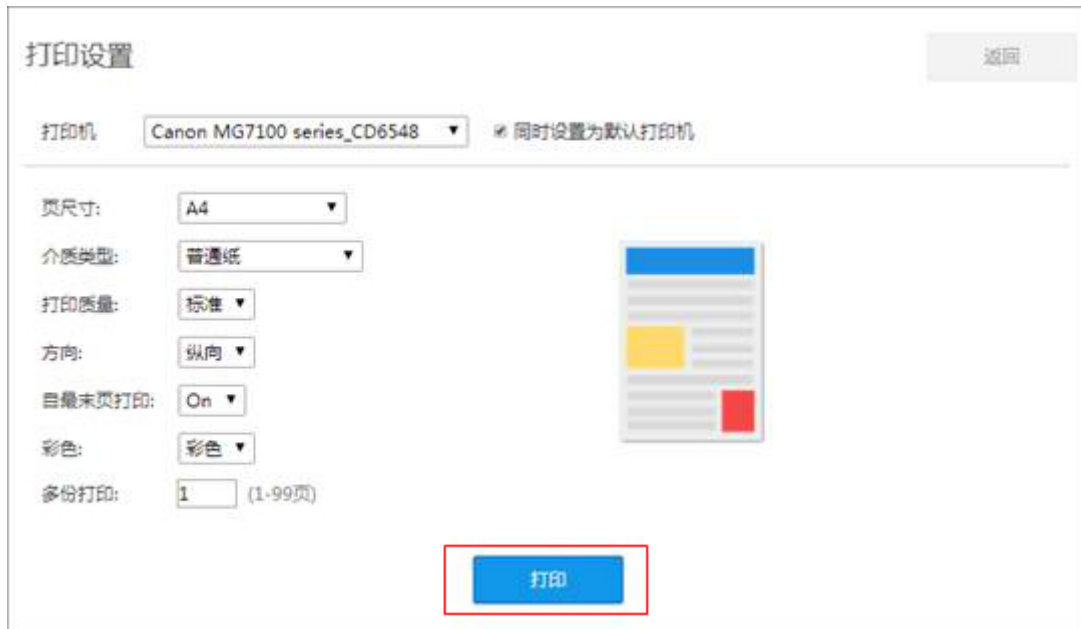 打印设置
返回
打印机 Canon MG7100 series_CD6548 同时设置为默认打印机
页尺寸: A4
介质类型: 普通纸
打印质量: 标准
方向: 纵向
自最末页打印: On
彩色: 彩色
多份打印: 1 (1-99页)
打印